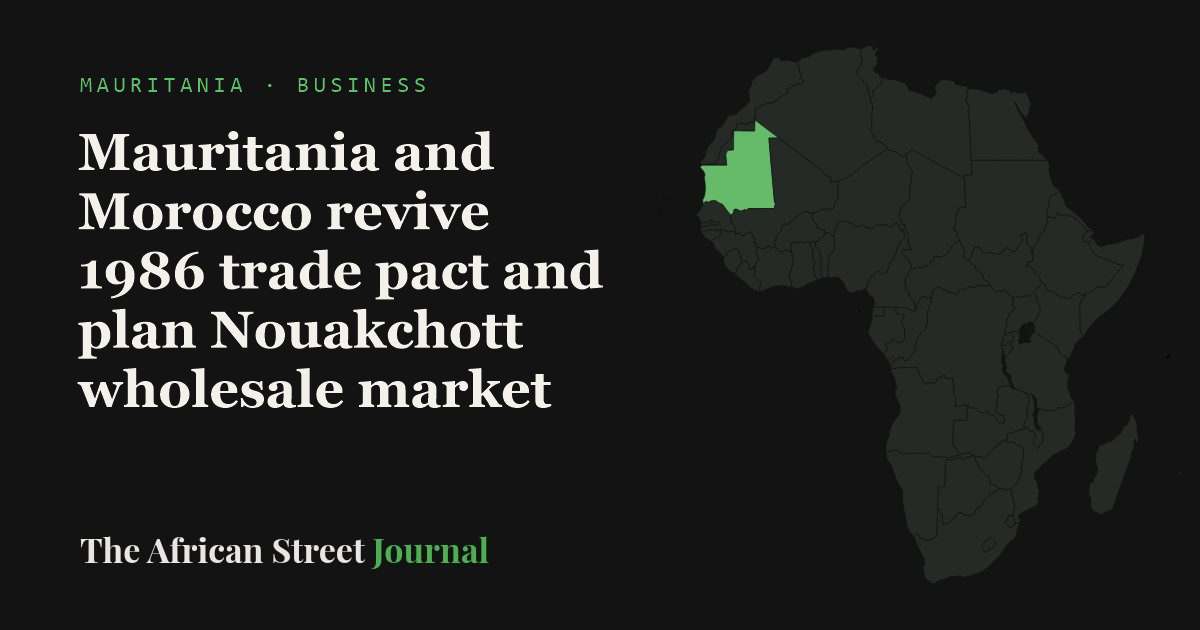 MAURITANIA · BUSINESS
Mauritania and
Morocco revive
1986 trade pact and
plan Nouakchott
wholesale market
The African Street Journal